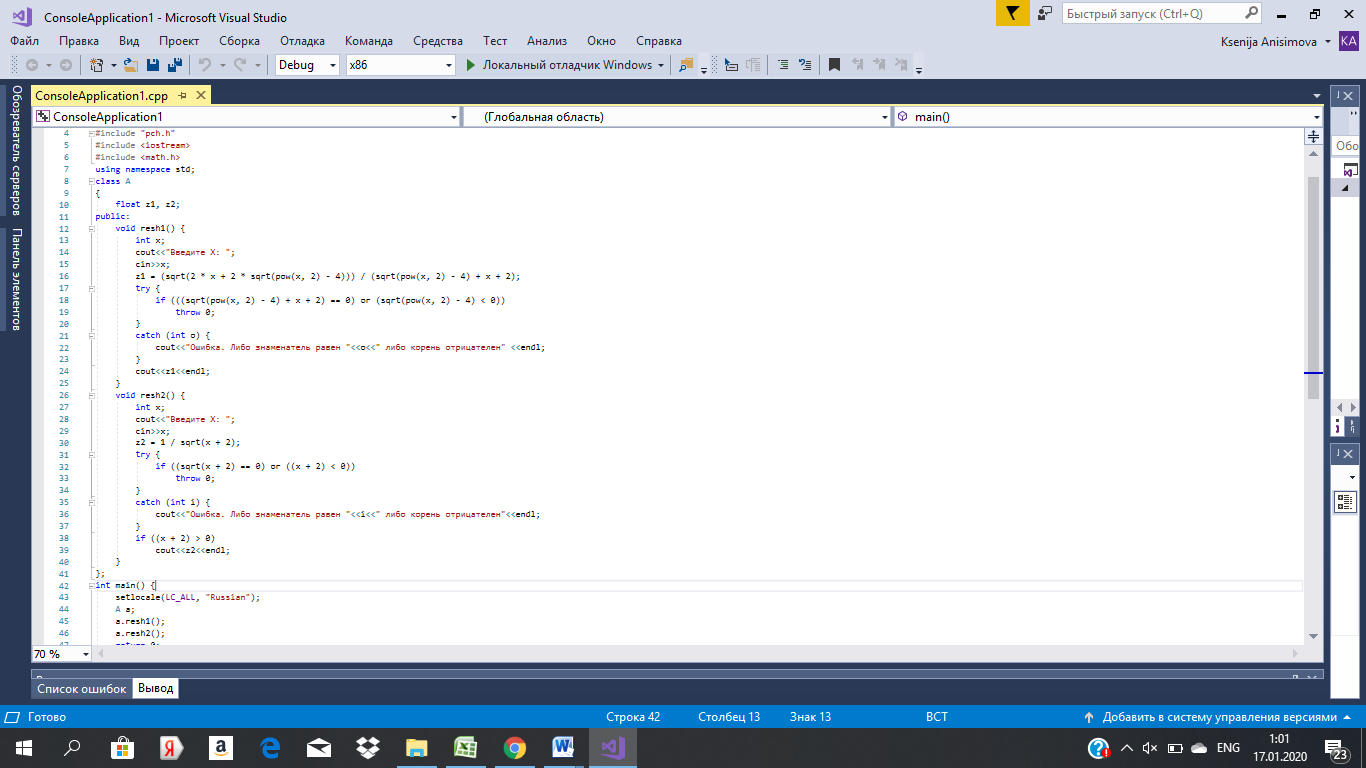 ConsoleApplication1 - Microsoft Visual Studio
Быстрый запуск (Ctrl+Q)
Файл Правка Вид Проект Сборка Отладка Команда Средства Тест Анализ Окно Справка
Ksenija Anisimova KA
Debug x86 Локальный отладчик Windows
Обозреватель серверов
Панель элементов
ConsoleApplication1.cpp
ConsoleApplication1 (Глобальная область) main()
Обо
4 #include "pch.h"
5 #include <iostream>
6 #include <math.h>
7 using namespace std;
8 class A
9 {
10 float z1, z2;
11 public:
12 void resh1() {
13 int x;
14 cout<<"Введите X: ";
15 cin>>x;
16 z1 = (sqrt(2 * x + 2 * sqrt(pow(x, 2) - 4))) / (sqrt(pow(x, 2) - 4) + x + 2);
17 try {
18 if (((sqrt(pow(x, 2) - 4) + x + 2) == 0) or (sqrt(pow(x, 2) - 4) < 0))
19 throw 0;
20 }
21 catch (int o) {
22 cout<<"Ошибка. Либо знаменатель равен "<<o<<" либо корень отрицателен" <<endl;
23 }
24 cout<<z1<<endl;
25 }
26 void resh2() {
27 int x;
28 cout<<"Введите X: ";
29 cin>>x;
30 z2 = 1 / sqrt(x + 2);
31 try {
32 if ((sqrt(x + 2) == 0) or ((x + 2) < 0))
33 throw 0;
34 }
35 catch (int i) {
36 cout<<"Ошибка. Либо знаменатель равен "<<i<<" либо корень отрицателен"<<endl;
37 }
38 if ((x + 2) > 0)
39 cout<<z2<<endl;
40 }
41 };
42 int main() {
43 setlocale(LC_ALL, "Russian");
44 A a;
45 a.resh1();
46 a.resh2();
47 return 0;
70 %
Список ошибок Вывод
Готово Строка 42 Столбец 13 Знак 13 ВСТ Добавить в систему управления версиями
ENG
1:01
17.01.2020
23